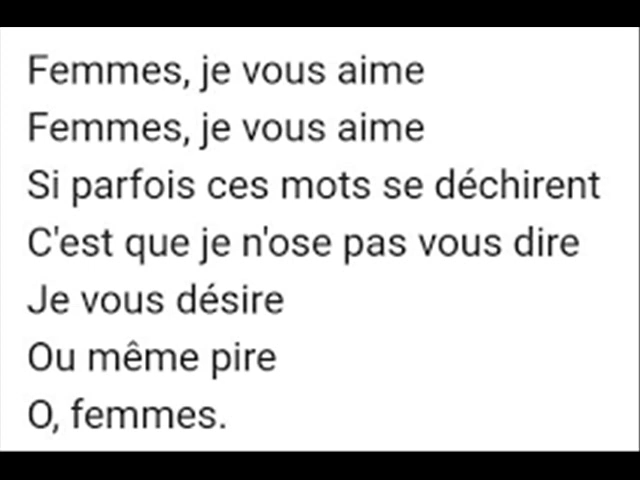 Femmes, je vous aime
Femmes, je vous aime
Si parfois ces mots se déchirent
C'est que je n'ose pas vous dire
Je vous désire
Ou même pire
O, femmes.